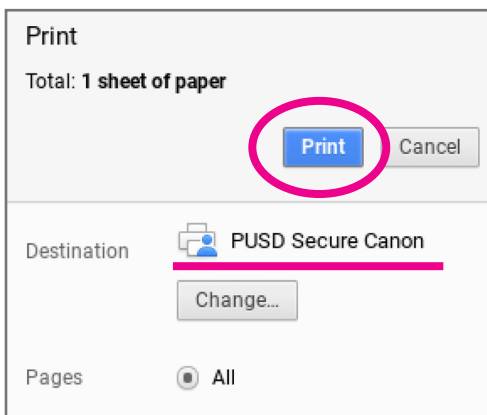 Print
Total: 1 sheet of paper
Print Cancel
Destination PUSD Secure Canon
Change...
Pages All